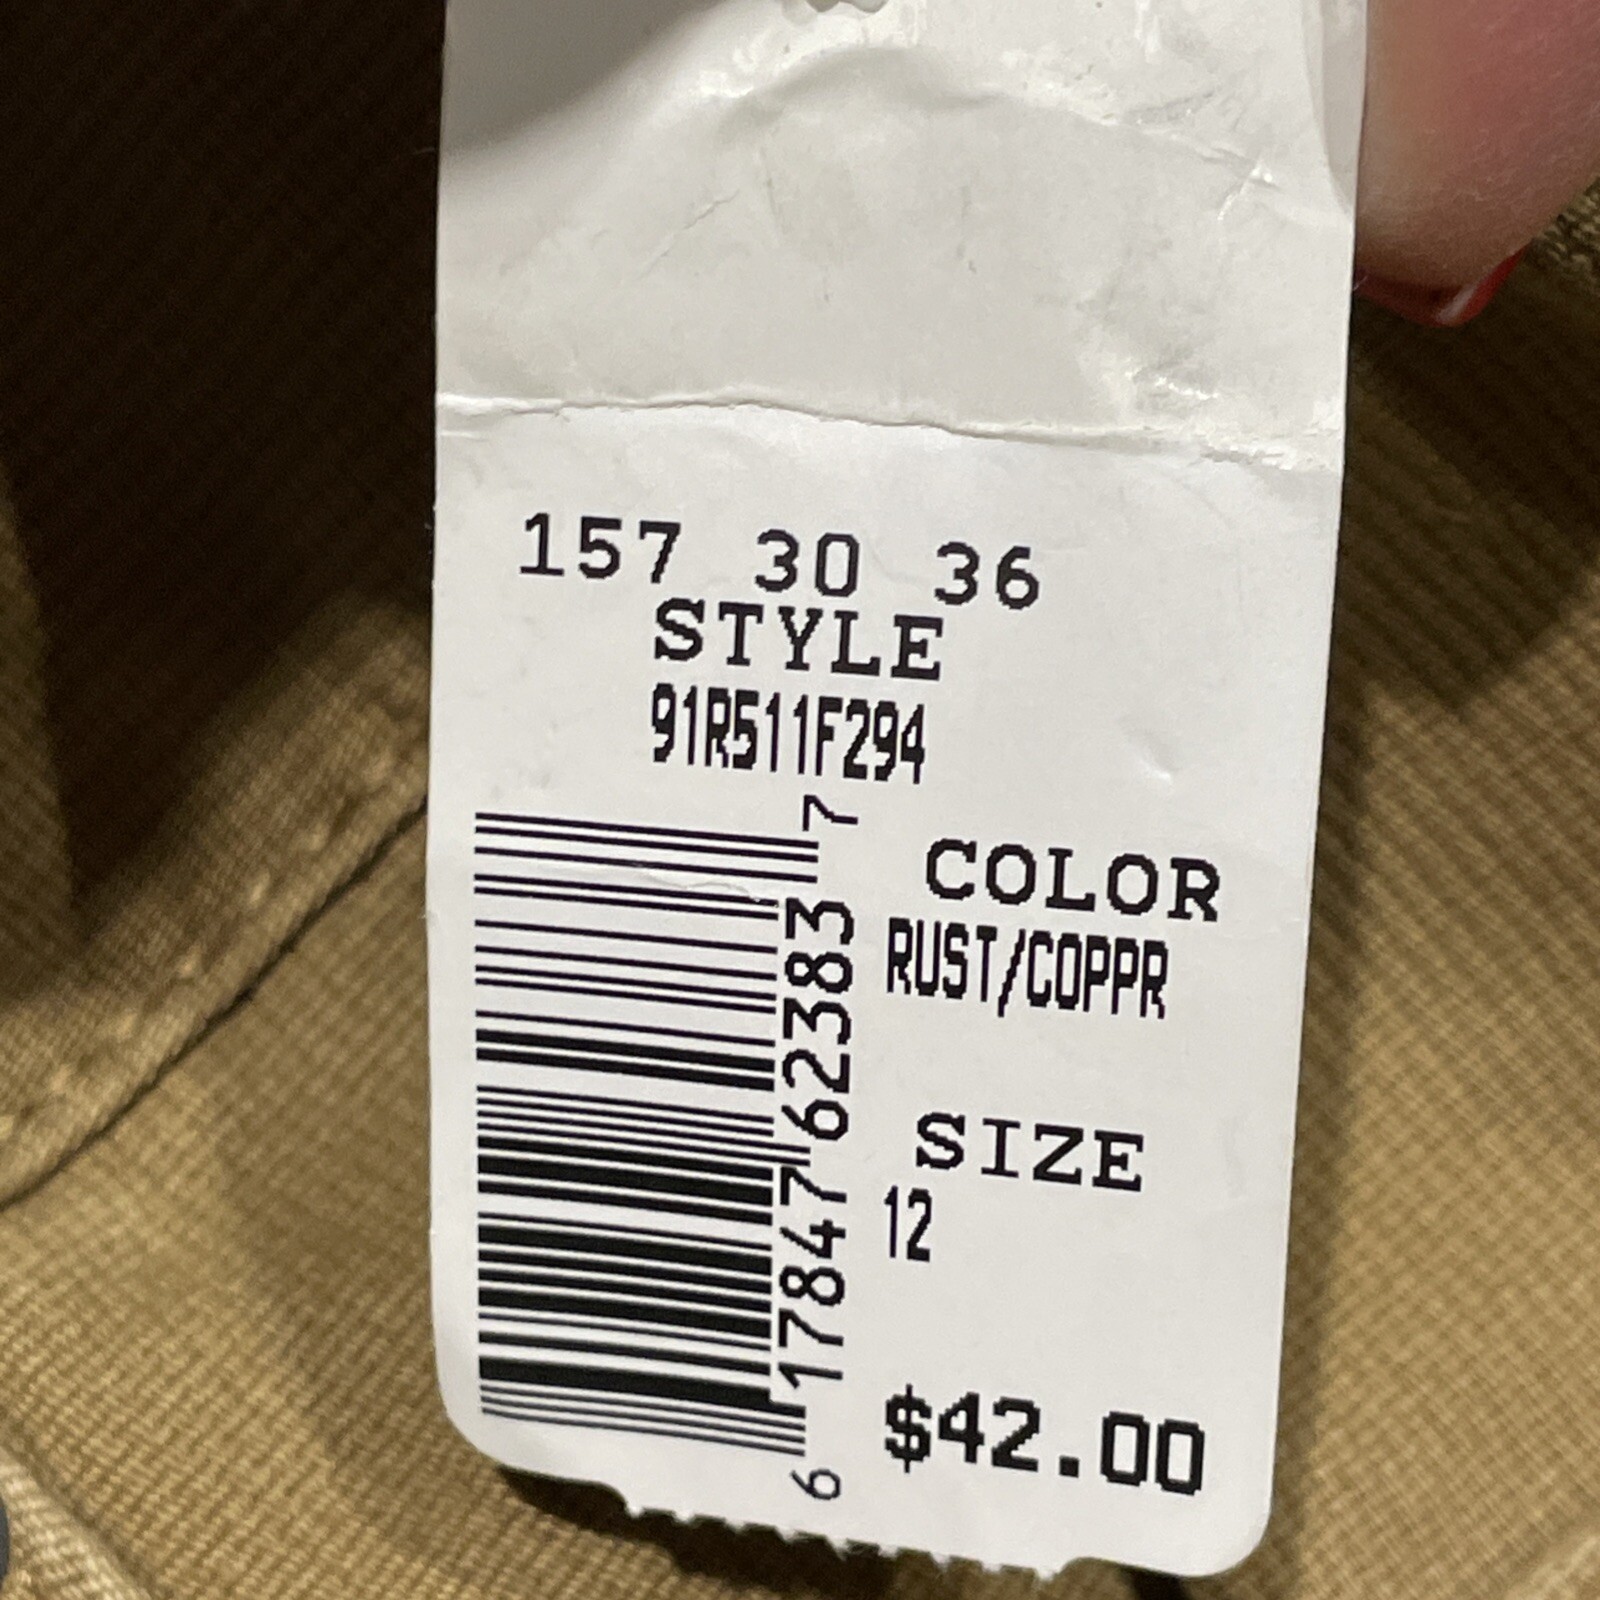 157 30 36
STYLE
91R511F294
6 17847 62383 7
COLOR
RUST/COPPR
SIZE
12
$42.00